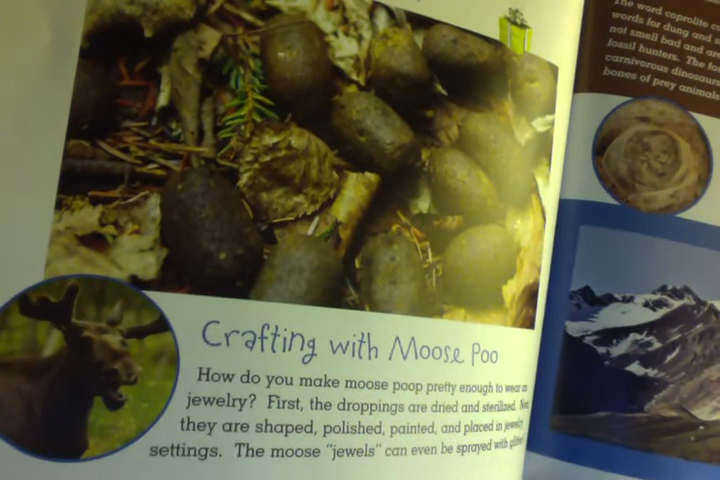 Crafting with Moose Poo
How do you make moose poop pretty enough to wear as
jewelry? First, the droppings are dried and sterilized. Next
they are shaped, polished, painted, and placed in jewelry
settings. The moose "jewels" can even be sprayed with glitter!
The word coprolite
words for dung and
not smell bad and are
fossil hunters. The
carnivorous dinosaurs
bones of prey animals